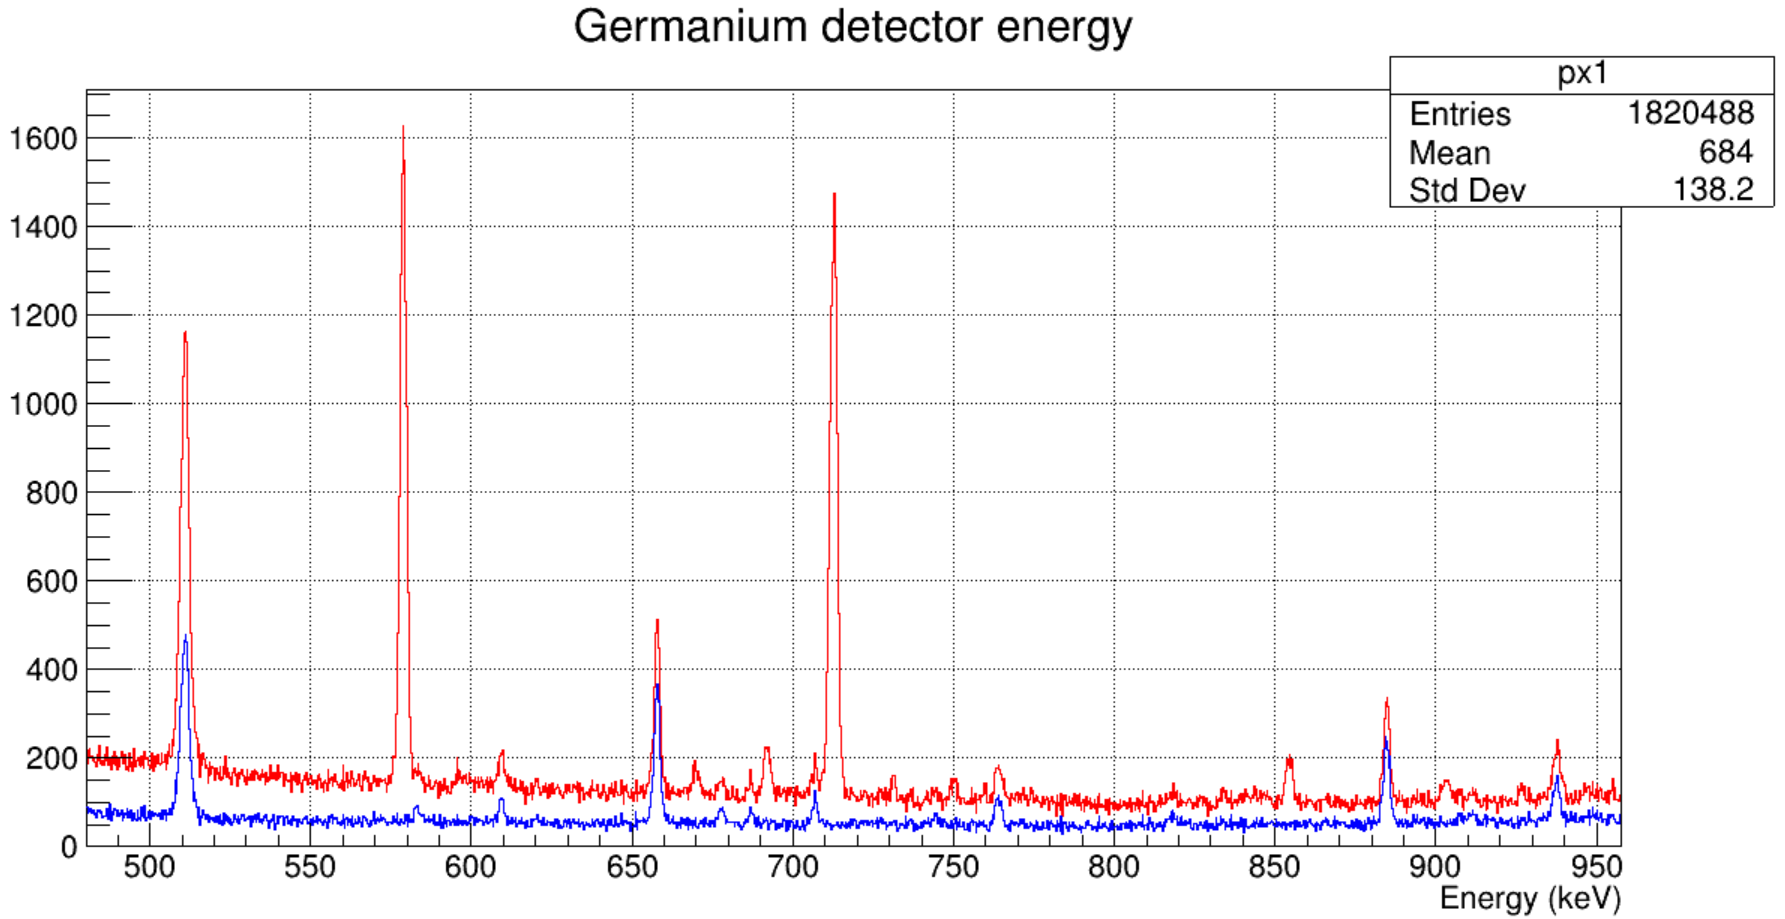 Germanium detector energy
px1
Entries 1820488
Mean 684
Std Dev 138.2
1600
1400
1200
1000
800
600
400
200
0
500 550 600 650 700 750 800 850 900 950
Energy (keV)